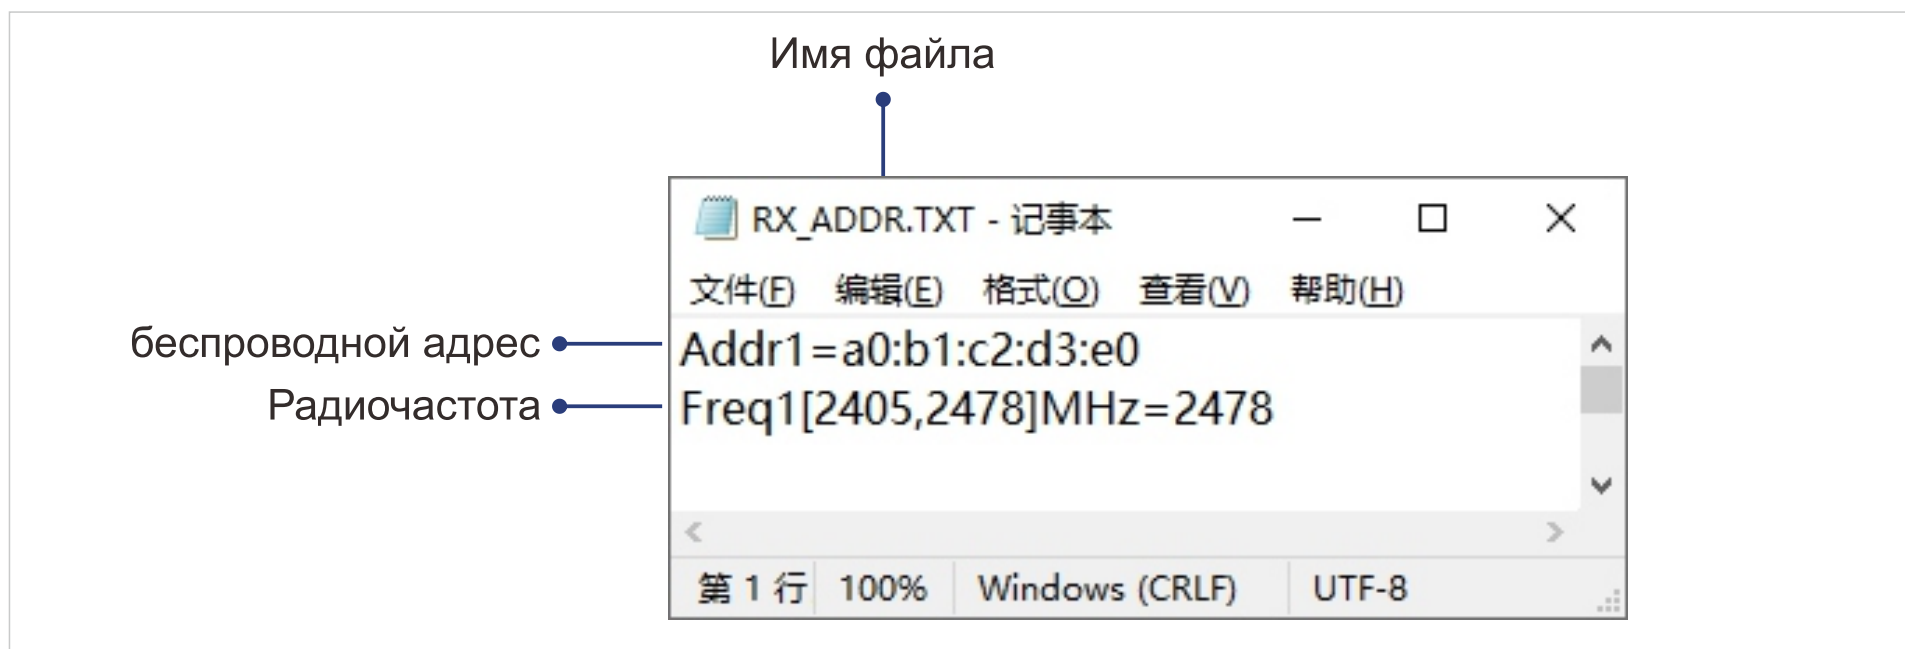 Имя файла
RX_ADDR.TXT - 记事本
文件(F) 编辑(E) 格式(O) 查看(V) 帮助(H)
беспроводной адрес
Addr1=a0:b1:c2:d3:e0
Радиочастота
Freq1[2405,2478]MHz=2478
第 1 行 100% Windows (CRLF) UTF-8